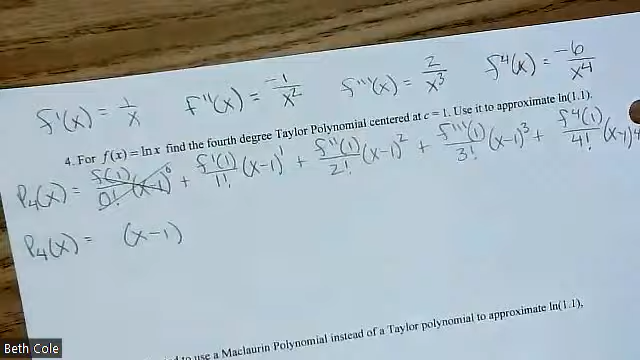 f'(x) = 1/x   f''(x) = -1/x²   f'''(x) = 2/x³   f⁴(x) = -6/x⁴
4. For f(x) = ln x find the fourth degree Taylor Polynomial centered at c = 1. Use it to approximate ln(1.1).
P₄(x) = f(1)/0! (x-1)⁰ + f'(1)/1! (x-1)¹ + f''(1)/2! (x-1)² + f'''(1)/3! (x-1)³ + f⁴(1)/4! (x-1)⁴
P₄(x) = (x-1)
to use a Maclaurin Polynomial instead of a Taylor polynomial to approximate ln(1.1),
Beth Cole